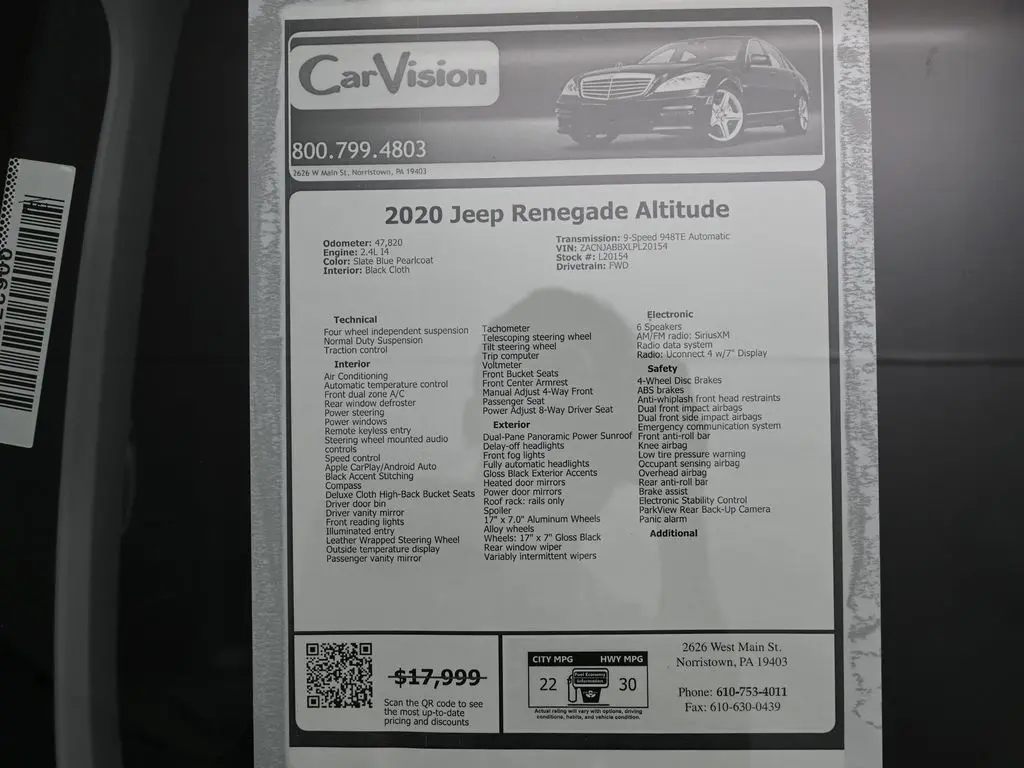 CarVision
800.799.4803
2626 W Main St, Norristown, PA 19403
2020 Jeep Renegade Altitude
Odometer: 47,820
Engine: 2.4L I4
Color: Slate Blue Pearlcoat
Interior: Black Cloth
Transmission: 9-Speed 948TE Automatic
VIN: ZACNJABBXLPL20154
Stock #: L20154
Drivetrain: FWD
Technical
Four wheel independent suspension
Normal Duty Suspension
Traction control
Interior
Air Conditioning
Automatic temperature control
Front dual zone A/C
Rear window defroster
Power steering
Power windows
Remote keyless entry
Steering wheel mounted audio
controls
Speed control
Apple CarPlay/Android Auto
Black Accent Stitching
Compass
Deluxe Cloth High-Back Bucket Seats
Driver door bin
Driver vanity mirror
Front reading lights
Illuminated entry
Leather Wrapped Steering Wheel
Outside temperature display
Passenger vanity mirror
Tachometer
Telescoping steering wheel
Tilt steering wheel
Trip computer
Voltmeter
Front Bucket Seats
Front Center Armrest
Manual Adjust 4-Way Front
Passenger Seat
Power Adjust 8-Way Driver Seat
Exterior
Dual-Pane Panoramic Power Sunroof
Delay-off headlights
Front fog lights
Fully automatic headlights
Gloss Black Exterior Accents
Heated door mirrors
Power door mirrors
Roof rack: rails only
Spoiler
17" x 7.0" Aluminum Wheels
Alloy wheels
Wheels: 17" x 7" Gloss Black
Rear window wiper
Variably intermittent wipers
Electronic
6 Speakers
AM/FM radio: SiriusXM
Radio data system
Radio: Uconnect 4 w/7" Display
Safety
4-Wheel Disc Brakes
ABS brakes
Anti-whiplash front head restraints
Dual front impact airbags
Dual front side impact airbags
Emergency communication system
Front anti-roll bar
Knee airbag
Low tire pressure warning
Occupant sensing airbag
Overhead airbag
Rear anti-roll bar
Brake assist
Electronic Stability Control
ParkView Rear Back-Up Camera
Panic alarm
Additional
$17,999
Scan the QR code to see
the most up-to-date
pricing and discounts
CITY MPG HWY MPG
22 30
Fuel Economy
Information
Actual rating will vary with options, driving
conditions, habits, and vehicle condition.
2626 West Main St.
Norristown, PA 19403
Phone: 610-753-4011
Fax: 610-630-0439